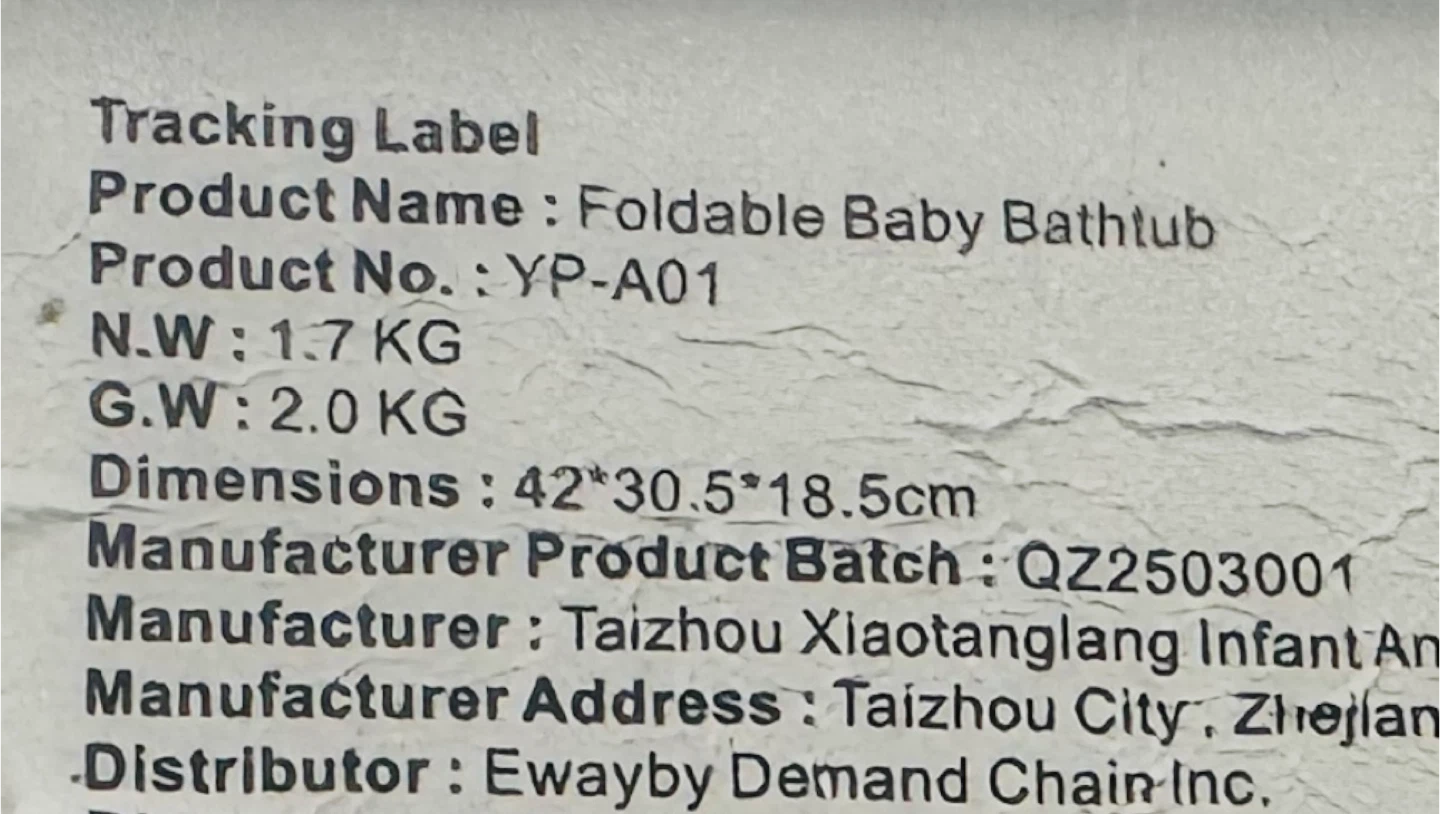 Tracking Label
Product Name : Foldable Baby Bathtub
Product No. : YP-A01
N.W : 1.7 KG
G.W : 2.0 KG
Dimensions : 42*30.5*18.5cm
Manufacturer Product Batch : QZ2503001
Manufacturer : Taizhou Xiaotanglang Infant An
Manufacturer Address : Taizhou City , Zhejian
Distributor : Ewayby Demand Chain Inc.